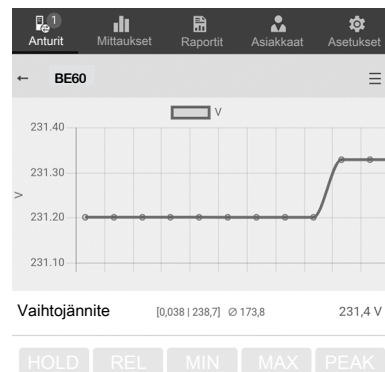 1
Anturit Mittaukset Raportit Asiakkaat Asetukset
← BE60
V
231.40
231.30
V
231.20
231.10
Vaihtojännite [0,038 | 238,7] ∅ 173,8 231,4 V
HOLD REL MIN MAX PEAK